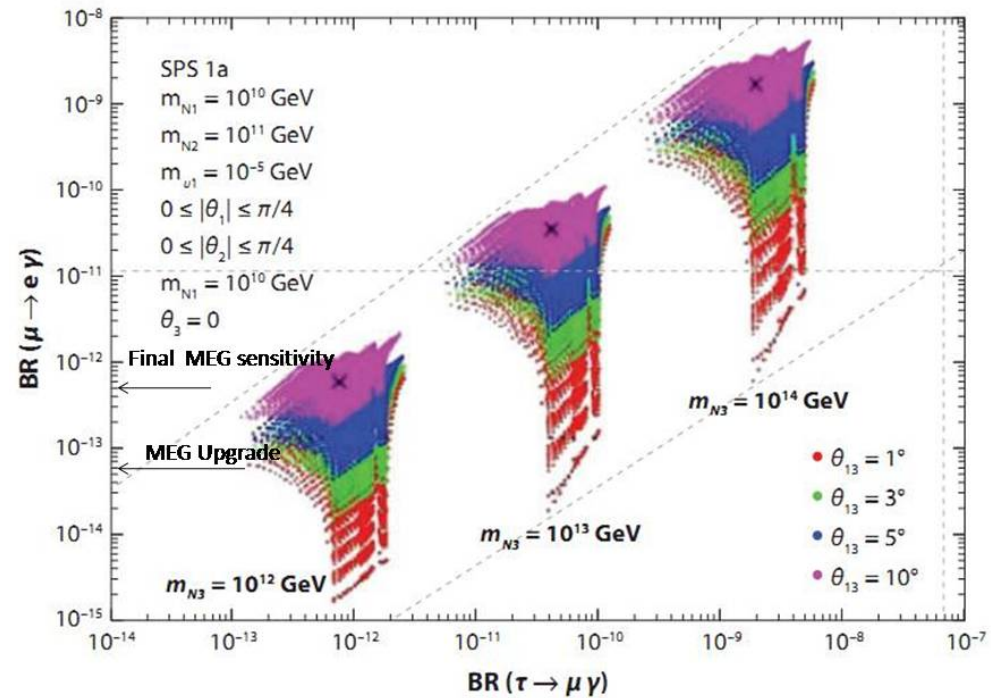 10⁻⁸
10⁻⁹
10⁻¹⁰
10⁻¹¹
10⁻¹²
10⁻¹³
10⁻¹⁴
10⁻¹⁵
BR (μ → e γ)
SPS 1a
m_N1 = 10¹⁰ GeV
m_N2 = 10¹¹ GeV
m_υ1 = 10⁻⁵ GeV
0 ≤ |θ₁| ≤ π/4
0 ≤ |θ₂| ≤ π/4
m_N1 = 10¹⁰ GeV
θ₃ = 0
Final MEG sensitivity
MEG Upgrade
m_N3 = 10¹² GeV
m_N3 = 10¹³ GeV
m_N3 = 10¹⁴ GeV
θ₁₃ = 1°
θ₁₃ = 3°
θ₁₃ = 5°
θ₁₃ = 10°
10⁻¹⁴ 10⁻¹³ 10⁻¹² 10⁻¹¹ 10⁻¹⁰ 10⁻⁹ 10⁻⁸ 10⁻⁷
BR (τ → μ γ)